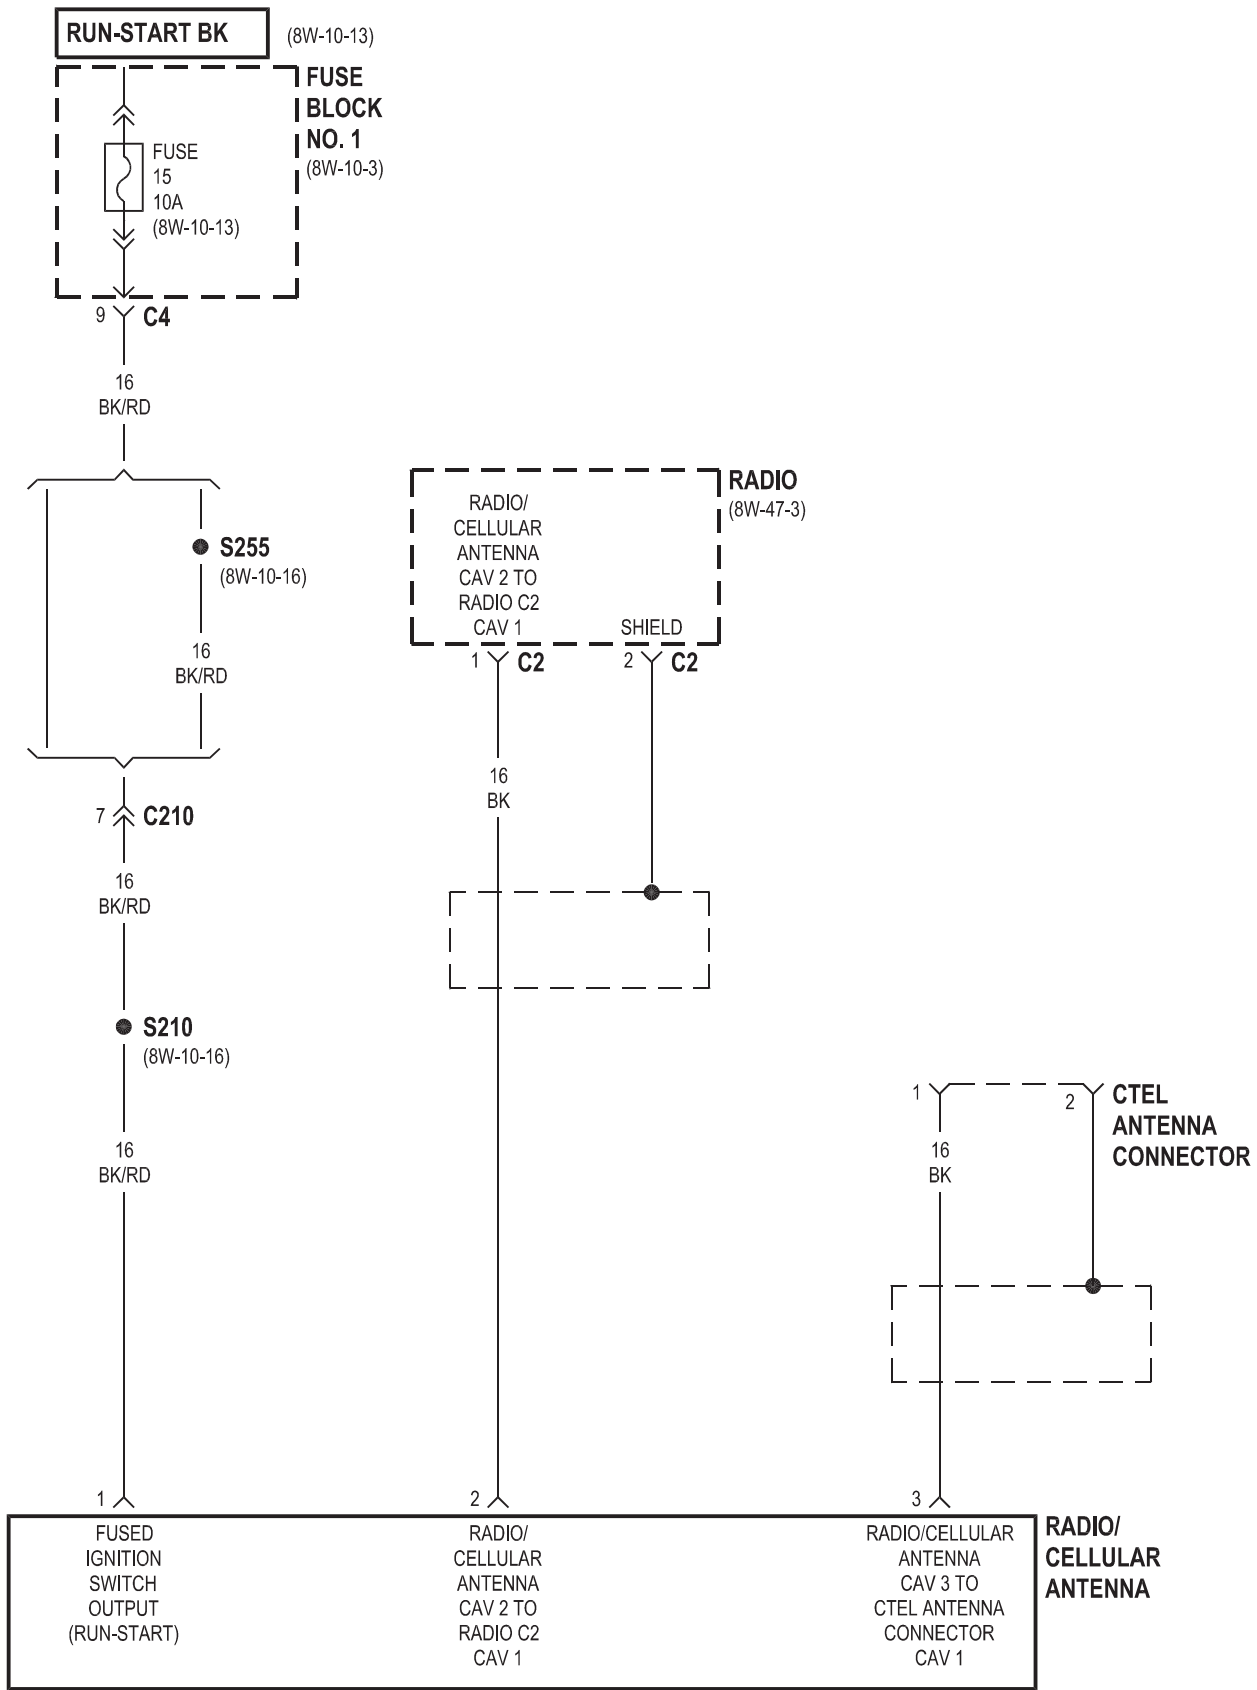 RUN-START BK
(8W-10-13)
FUSE
BLOCK
NO. 1
(8W-10-3)
FUSE
15
10A
(8W-10-13)
9
C4
16
BK/RD
S255
(8W-10-16)
16
BK/RD
7
C210
16
BK/RD
S210
(8W-10-16)
16
BK/RD
RADIO
(8W-47-3)
RADIO/
CELLULAR
ANTENNA
CAV 2 TO
RADIO C2
CAV 1
SHIELD
1
C2
2
C2
16
BK
1
2
CTEL
ANTENNA
CONNECTOR
16
BK
1
2
3
FUSED
IGNITION
SWITCH
OUTPUT
(RUN-START)
RADIO/
CELLULAR
ANTENNA
CAV 2 TO
RADIO C2
CAV 1
RADIO/CELLULAR
ANTENNA
CAV 3 TO
CTEL ANTENNA
CONNECTOR
CAV 1
RADIO/
CELLULAR
ANTENNA